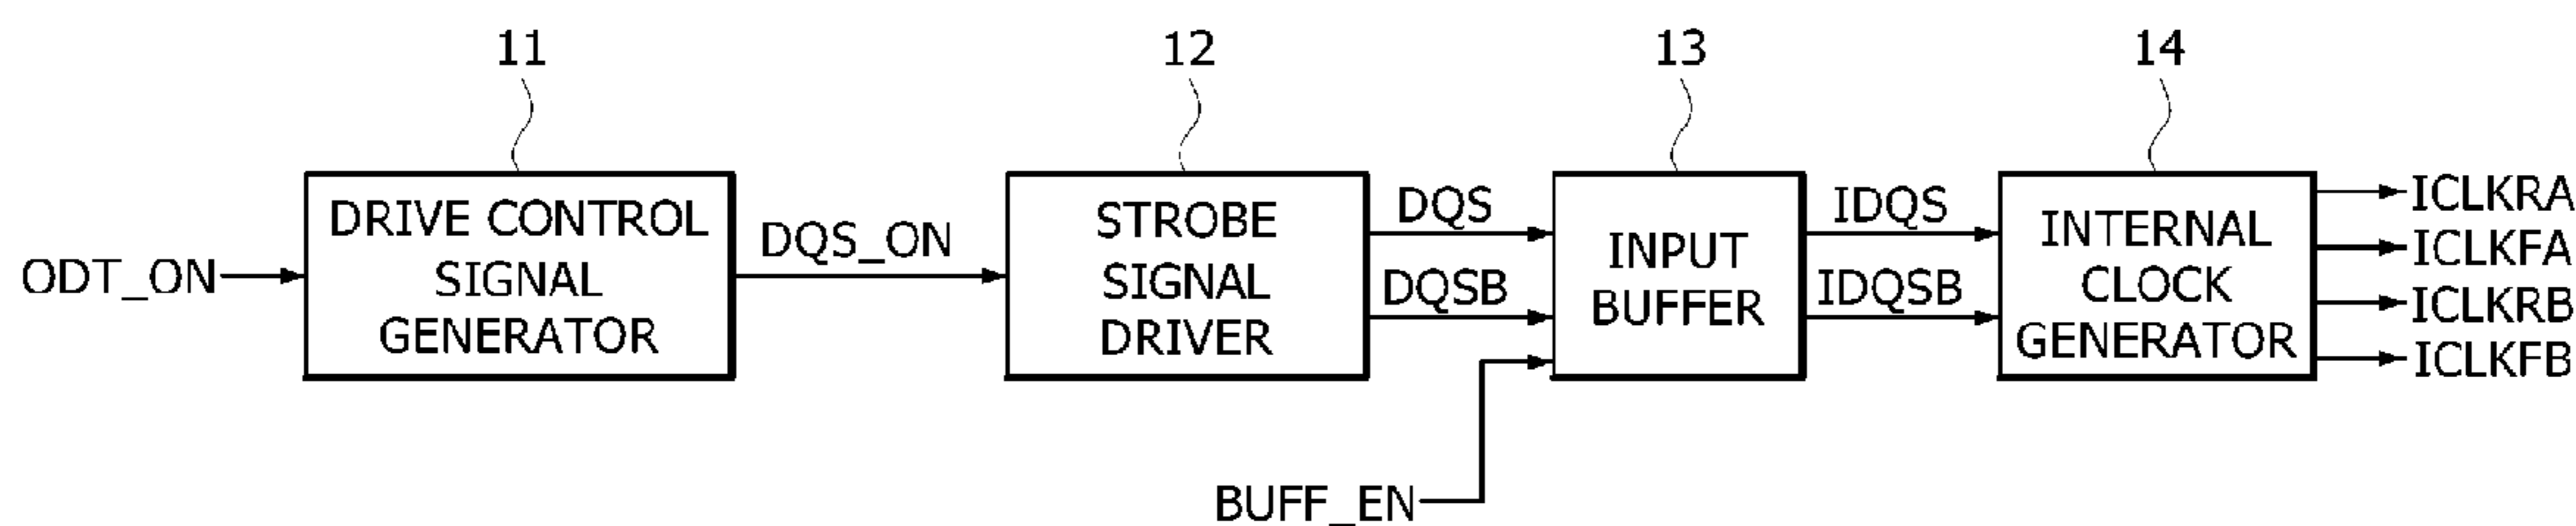 11
12
13
14
ODT_ON
DRIVE CONTROL
SIGNAL
GENERATOR
DQS_ON
STROBE
SIGNAL
DRIVER
DQS
DQSB
BUFF_EN
INPUT
BUFFER
IDQS
IDQSB
INTERNAL
CLOCK
GENERATOR
ICLKRA
ICLKFA
ICLKRB
ICLKFB